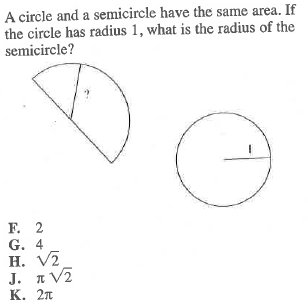 A circle and a semicircle have the same area. If
the circle has radius 1, what is the radius of the
semicircle?
?
1
F. 2
G. 4
H. √2
J. π √2
K. 2π